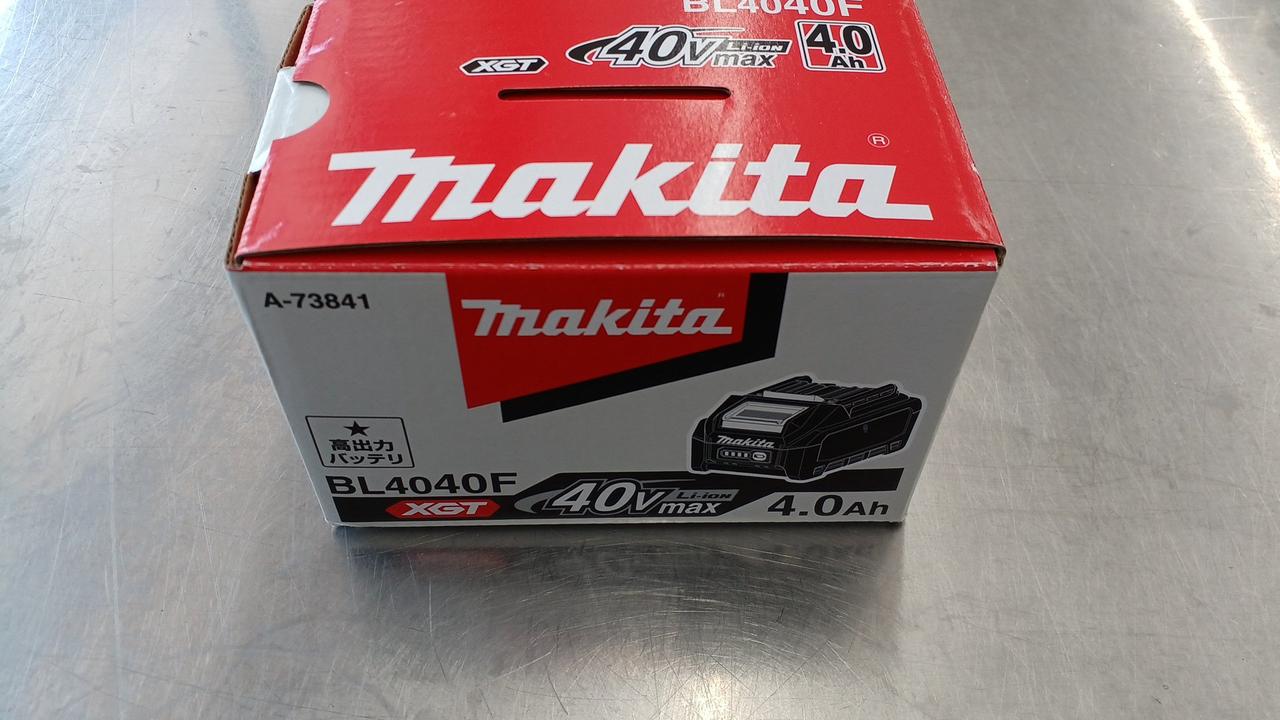 BL4040F
XGT 40Vmax Li-ion 4.0 Ah
makita®
A-73841
makita®
★
高出力
バッテリ
makita
BL4040F
XGT 40Vmax Li-ion 4.0Ah